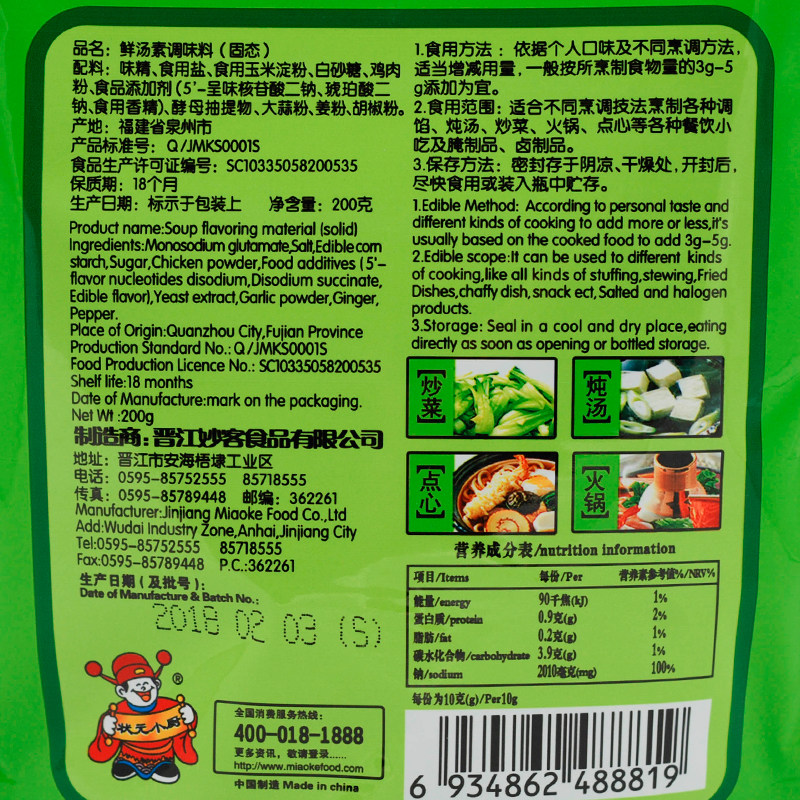 品名：鲜汤素调味料（固态）
配料：味精、食用盐、食用玉米淀粉、白砂糖、鸡肉
粉、食品添加剂（5'-呈味核苷酸二钠、琥珀酸二
钠、食用香精）、酵母抽提物、大蒜粉、姜粉、胡椒粉。
产地：福建省泉州市
产品标准号：Q/JMKS0001S
食品生产许可证编号：SC10335058200535
保质期：18个月
生产日期：标示于包装上 净含量：200克
Product name:Soup flavoring material (solid)
Ingredients:Monosodium glutamate,Salt,Edible corn
starch,Sugar,Chicken powder,Food additives (5'-
flavor nucleotides disodium,Disodium succinate,
Edible flavor),Yeast extract,Garlic powder,Ginger,
Pepper.
Place of Origin:Quanzhou City,Fujian Province
Production Standard No.: Q/JMKS0001S
Food Production Licence No.: SC10335058200535
Shelf life:18 months
Date of Manufacture:mark on the packaging.
Net Wt :200g
制造商：晋江妙客食品有限公司
地址：晋江市安海梧埭工业区
电话：0595-85752555 85718555
传真：0595-85789448 邮编：362261
Manufacturer:Jinjiang Miaoke Food Co.,Ltd
Add:Wudai Industry Zone,Anhai,Jinjiang City
Tel:0595-85752555 85718555
Fax:0595-85789448 P.C.:362261
生产日期（及批号）：
Date of Manufacture & Batch No.:
2018 02 03 (S)
®
状元小厨
全国消费服务热线：
400-018-1888
更多资讯，敬请登录......
http://www.miaokefood.com
中国制造 Made in china
1.食用方法：依据个人口味及不同烹调方法，
适当增减用量，一般按所烹制食物量的3g-5
g添加为宜。
2.食用范围：适合不同烹调技法烹制各种调
馅、炖汤、炒菜、火锅、点心等各种餐饮小
吃及腌制品、卤制品。
3.保存方法：密封存于阴凉、干燥处，开封后，
尽快食用或装入瓶中贮存。
1.Edible Method: According to personal taste and
different kinds of cooking to add more or less,it's
usually based on the cooked food to add 3g-5g.
2.Edible scope:It can be used to different kinds
of cooking,like all kinds of stuffing,stewing,Fried
Dishes,chaffy dish,snack ect,Salted and halogen
products.
3.Storage: Seal in a cool and dry place,eating
directly as soon as opening or bottled storage.
【炒菜】
【炖汤】
【点心】
【火锅】
营养成分表/nutrition information
项目/Items 每份/Per 营养素参考值%/NRV%
能量/energy 90千焦(kJ) 1%
蛋白质/protein 0.9克(g) 2%
脂肪/fat 0.2克(g) 1%
碳水化合物/carbohydrate 3.9克(g) 1%
钠/sodium 2010毫克(mg) 100%
每份为10克(g)/Per10g
6 934862 488819